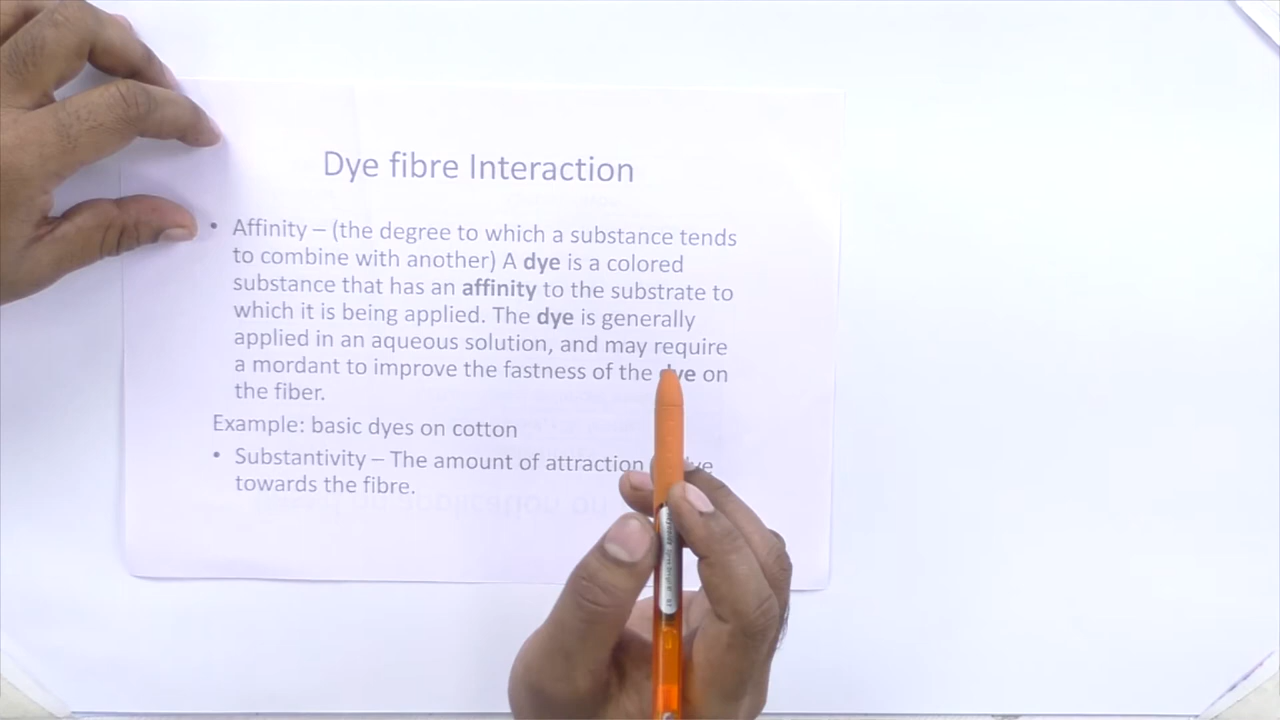 Dye fibre Interaction
• Affinity – (the degree to which a substance tends
to combine with another) A dye is a colored
substance that has an affinity to the substrate to
which it is being applied. The dye is generally
applied in an aqueous solution, and may require
a mordant to improve the fastness of the dye on
the fiber.
Example: basic dyes on cotton
• Substantivity – The amount of attraction
towards the fibre.